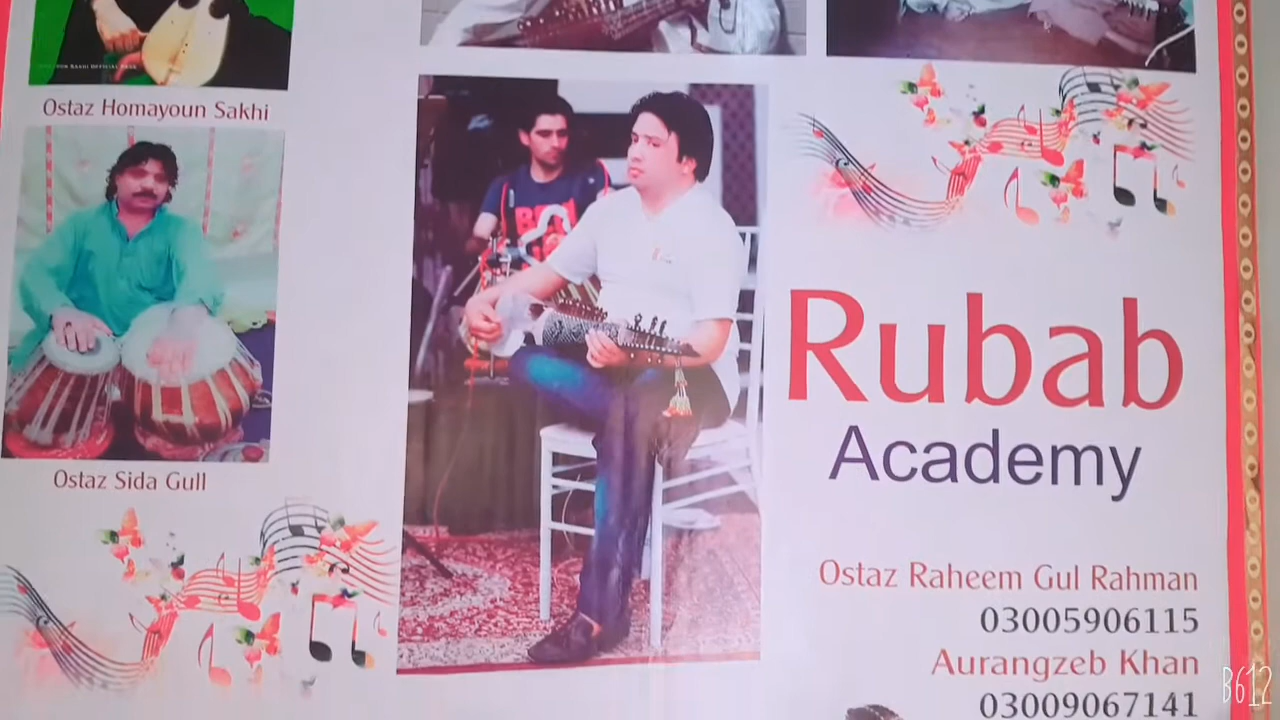 Ostaz Homayoun Sakhi
Ostaz Sida Gull
Rubab
Academy
Ostaz Raheem Gul Rahman
03005906115
Aurangzeb Khan
03009067141
B612